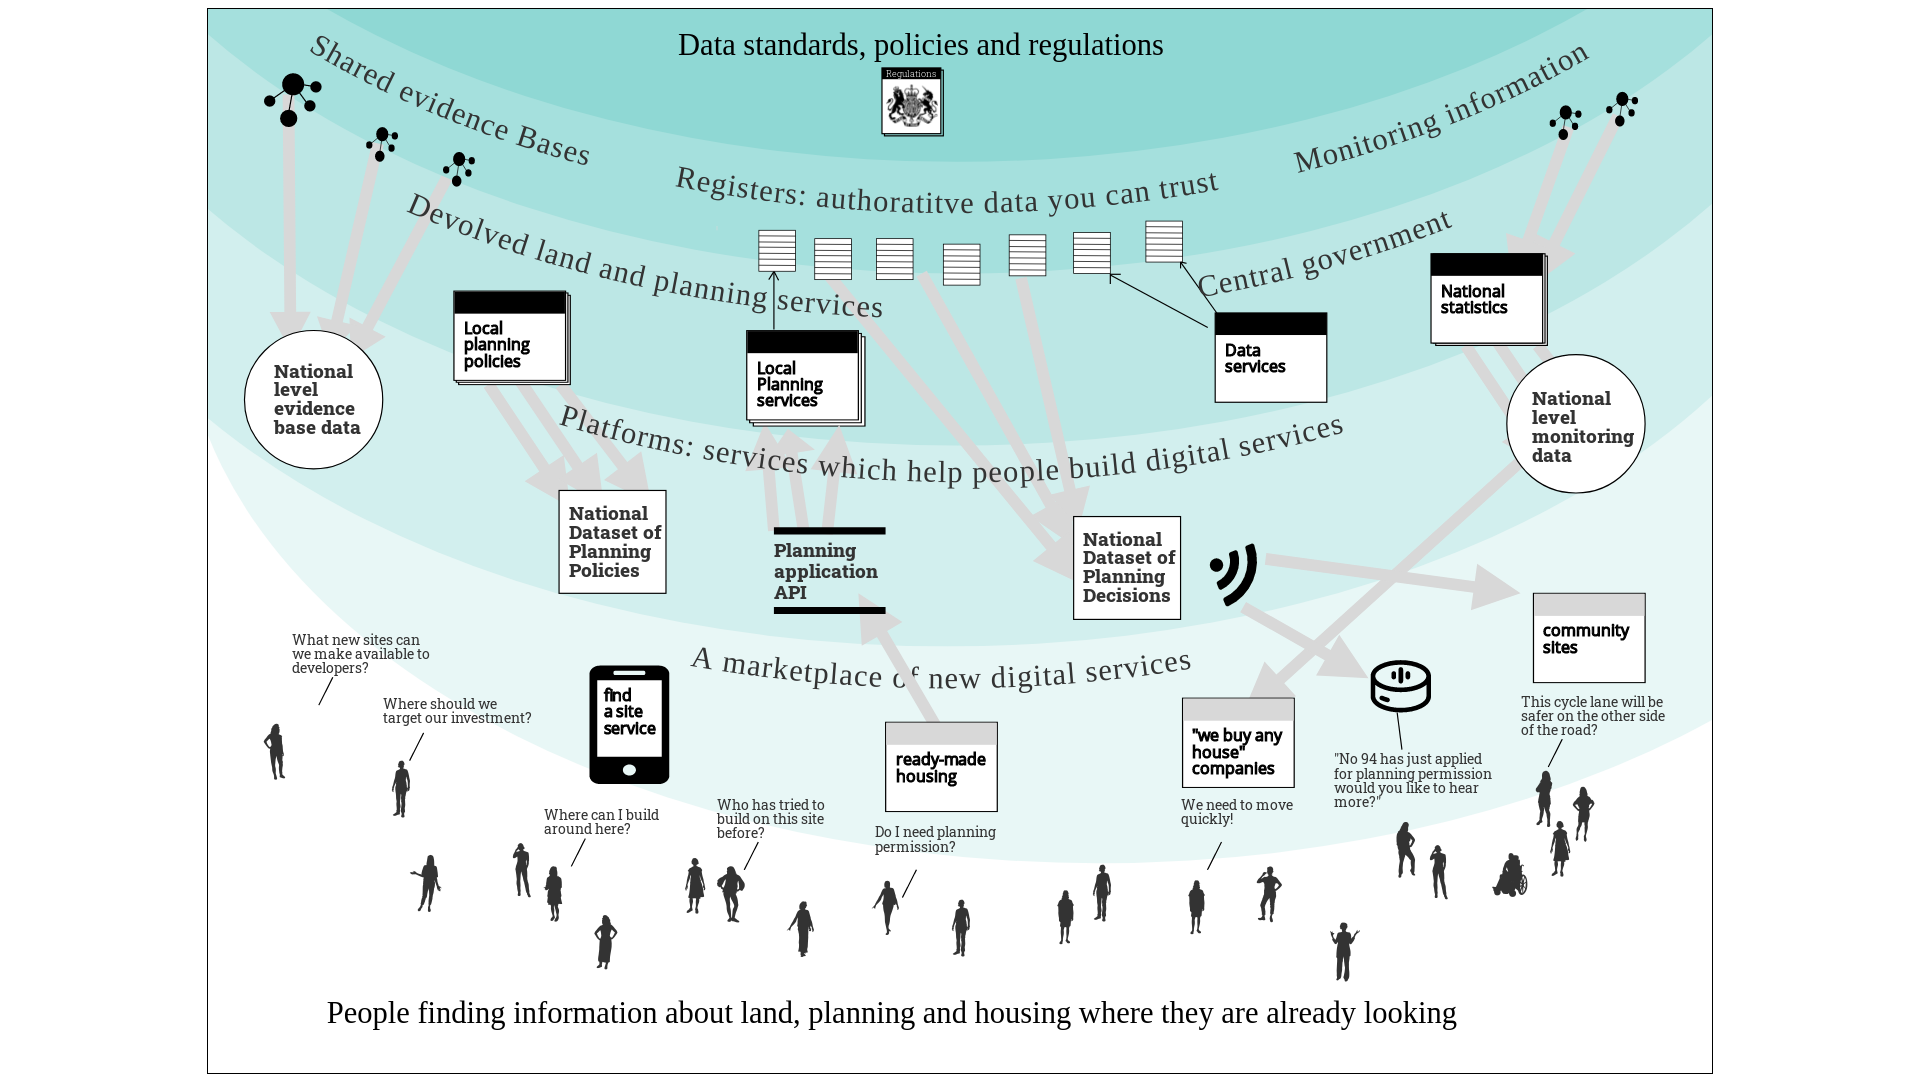 Data standards, policies and regulations
Regulations
Shared evidence Bases
Monitoring information
Registers: authoratitve data you can trust
Devolved land and planning services
Central government
National
statistics
Local
planning
policies
Local
Planning
services
Data
services
National
level
evidence
base data
National
level
monitoring
data
Platforms: services which help people build digital services
National
Dataset of
Planning
Policies
Planning
application
API
National
Dataset of
Planning
Decisions
community
sites
A marketplace of new digital services
What new sites can
we make available to
developers?
Where should we
target our investment?
find
a site
service
ready-made
housing
"we buy any
house"
companies
This cycle lane will be
safer on the other side
of the road?
"No 94 has just applied
for planning permission
would you like to hear
more?"
Where can I build
around here?
Who has tried to
build on this site
before?
Do I need planning
permission?
We need to move
quickly!
People finding information about land, planning and housing where they are already looking